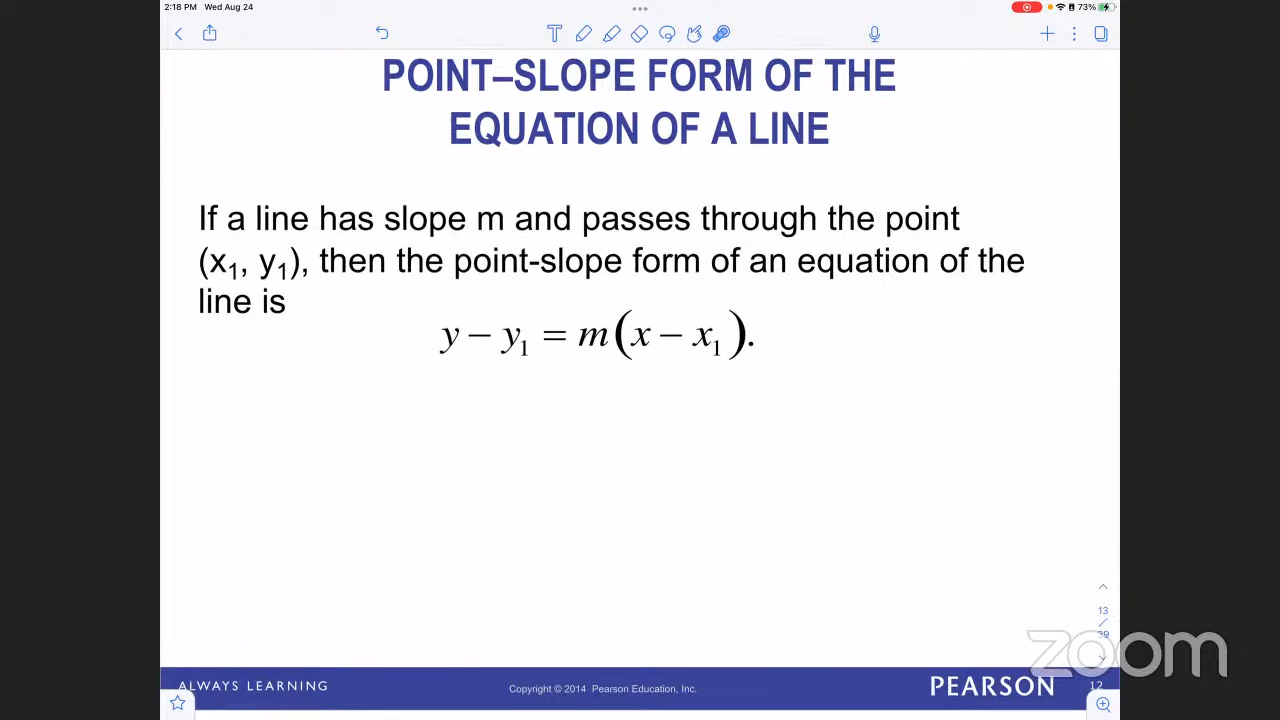 2:18 PM Wed Aug 24
73%
POINT–SLOPE FORM OF THE
EQUATION OF A LINE
If a line has slope m and passes through the point
(x₁, y₁), then the point-slope form of an equation of the
line is
y − y₁ = m(x − x₁).
13
39
zoom
ALWAYS LEARNING
Copyright © 2014 Pearson Education, Inc.
PEARSON
12